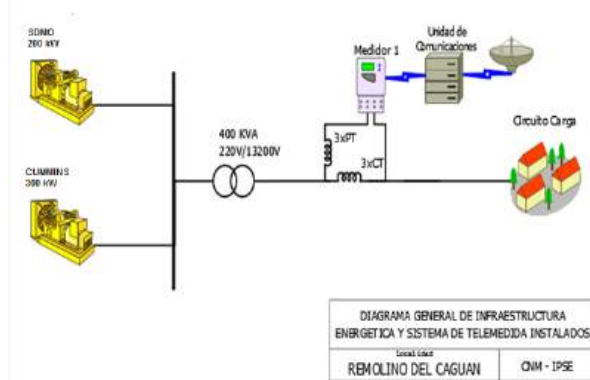 200 kW
CUMMINS
300 kW
400 KVA
220V/13200V
Medidor 1
Unidad de
Comunicaciones
3xPT
3xCT
Circuito Carga
DIAGRAMA GENERAL DE INFRAESTRUCTURA
ENERGETICA Y SISTEMA DE TELEMEDIDA INSTALADOS
Localidad
REMOLINO DEL CAGUAN
CNM - IPSE